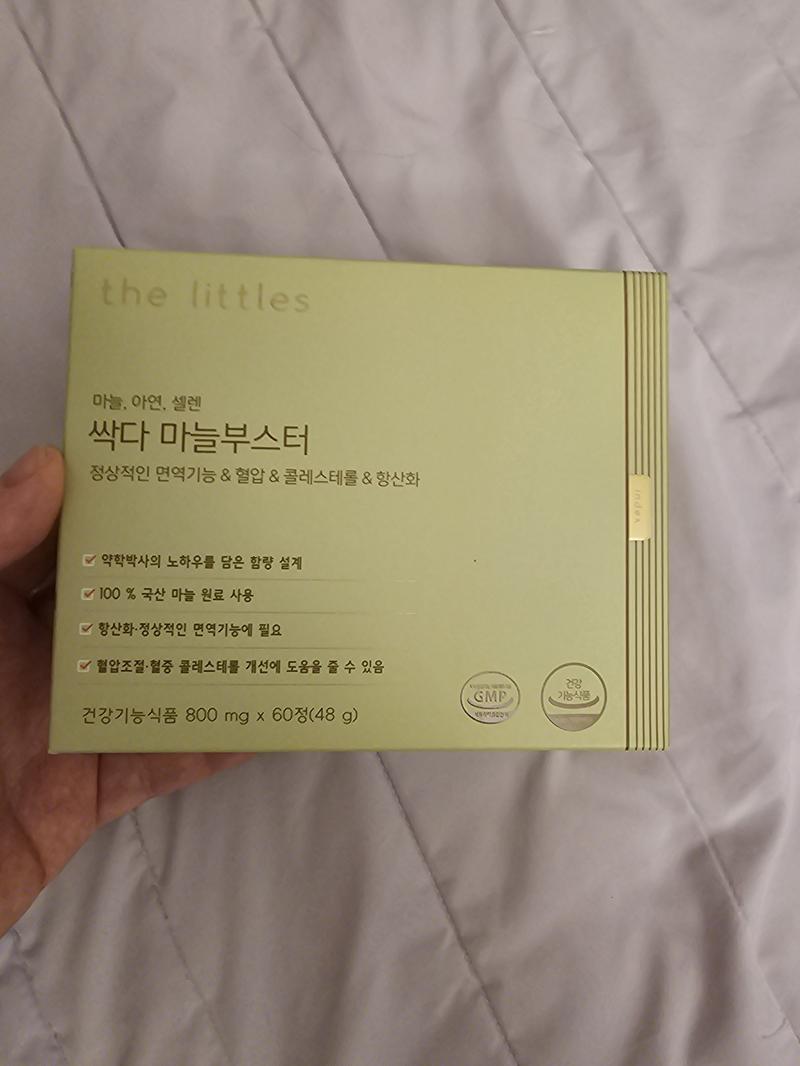 the littles
마늘, 아연, 셀렌
싹다 마늘부스터
정상적인 면역기능 & 혈압 & 콜레스테롤 & 항산화
약학박사의 노하우를 담은 함량 설계
100 % 국산 마늘 원료 사용
항산화·정상적인 면역기능에 필요
혈압조절·혈중 콜레스테롤 개선에 도움을 줄 수 있음
건강기능식품 800 mg x 60정(48 g)
GMP
건강
기능식품
index